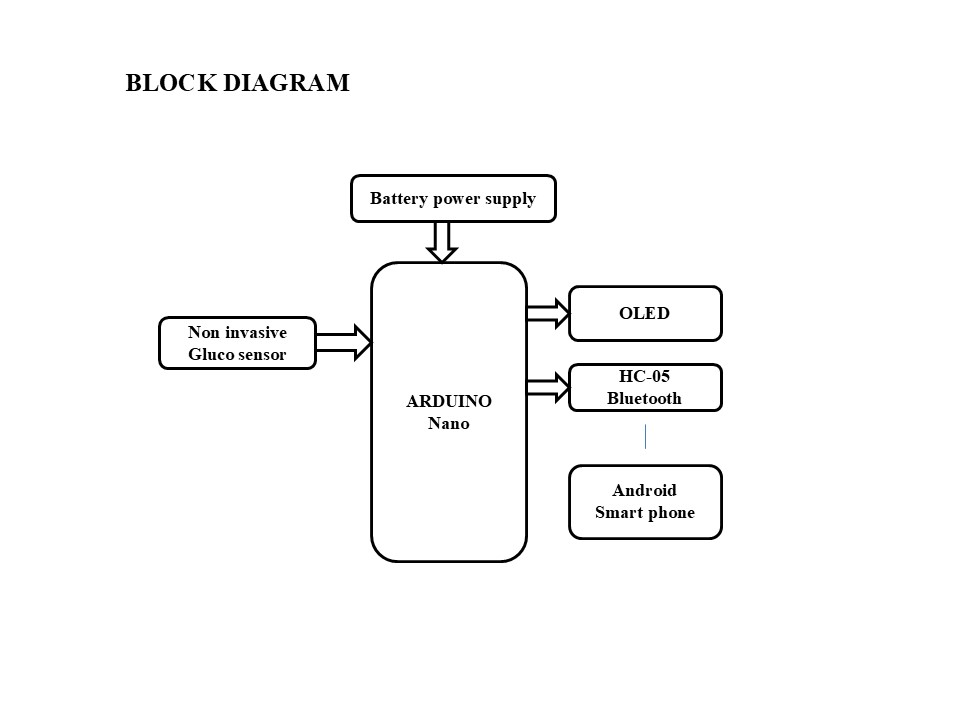 BLOCK DIAGRAM
Battery power supply
Non invasive
Gluco sensor
ARDUINO
Nano
OLED
HC-05
Bluetooth
Android
Smart phone